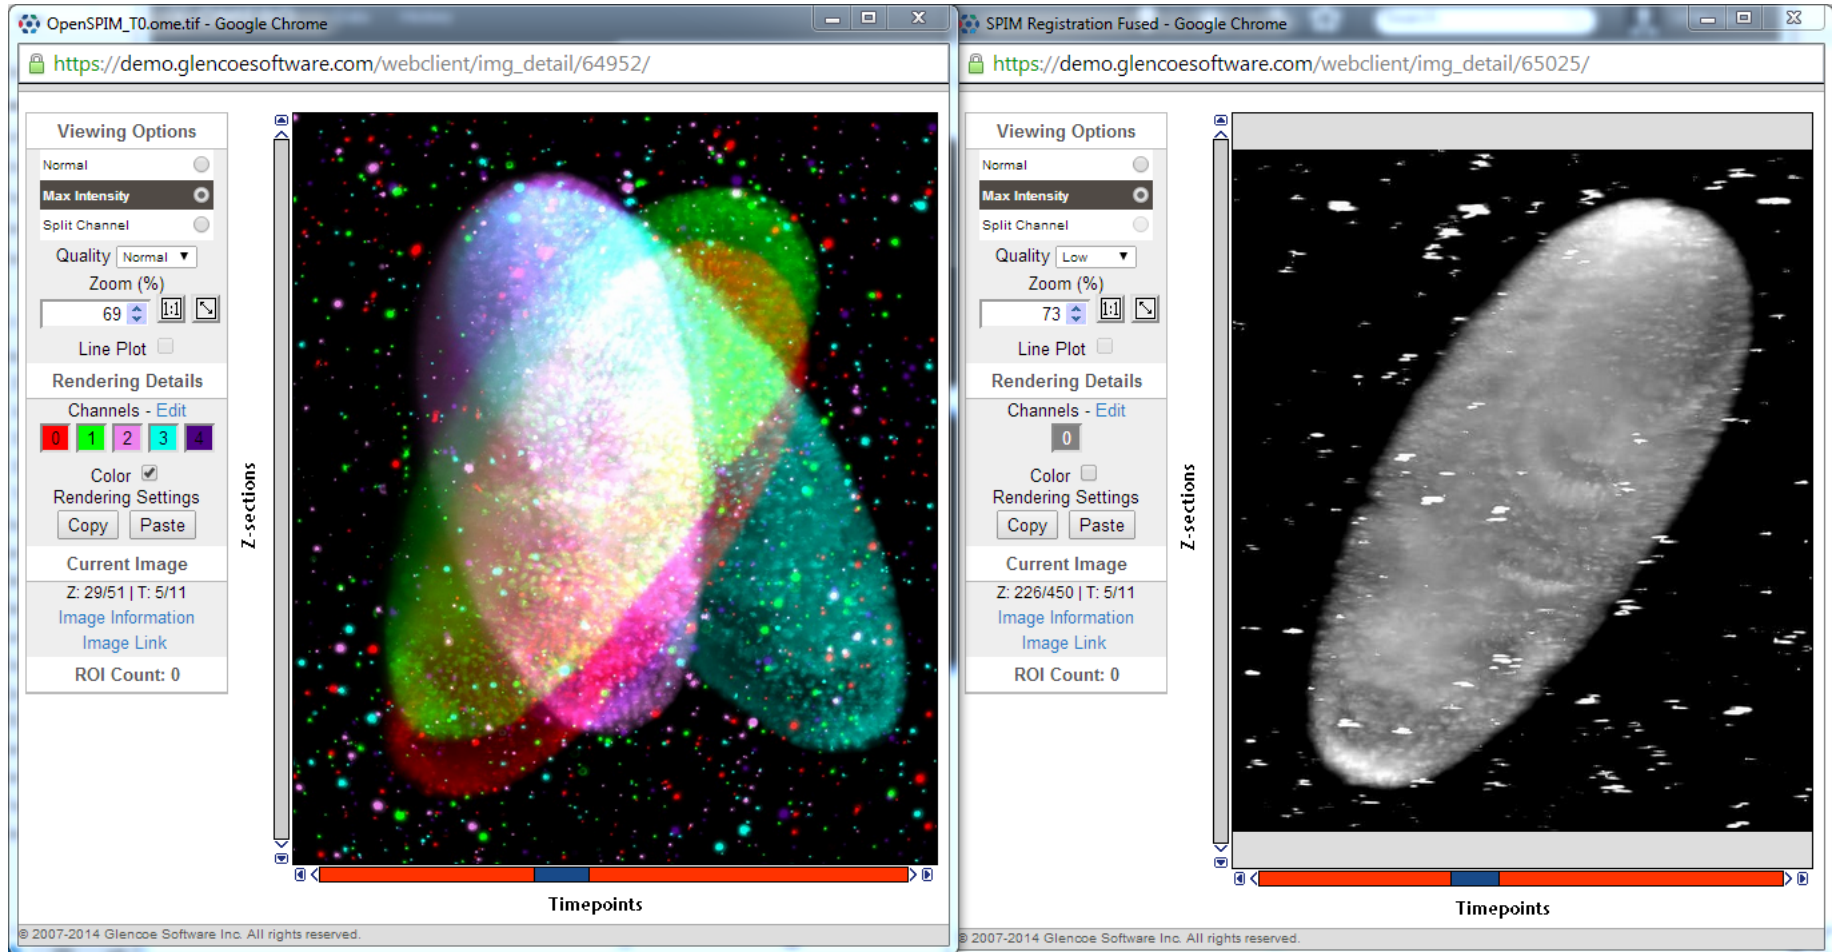 OpenSPIM_T0.ome.tif - Google Chrome
https://demo.glencoesoftware.com/webclient/img_detail/64952/
Viewing Options
Normal
Max Intensity
Split Channel
Quality Normal
Zoom (%)
69 1:1
Line Plot
Rendering Details
Channels - Edit
0 1 2 3 4
Color
Rendering Settings
Copy Paste
Current Image
Z: 29/51 | T: 5/11
Image Information
Image Link
ROI Count: 0
Z-sections
Timepoints
© 2007-2014 Glencoe Software Inc. All rights reserved.
SPIM Registration Fused - Google Chrome
https://demo.glencoesoftware.com/webclient/img_detail/65025/
Viewing Options
Normal
Max Intensity
Split Channel
Quality Low
Zoom (%)
73 1:1
Line Plot
Rendering Details
Channels - Edit
0
Color
Rendering Settings
Copy Paste
Current Image
Z: 226/450 | T: 5/11
Image Information
Image Link
ROI Count: 0
Z-sections
Timepoints
© 2007-2014 Glencoe Software Inc. All rights reserved.